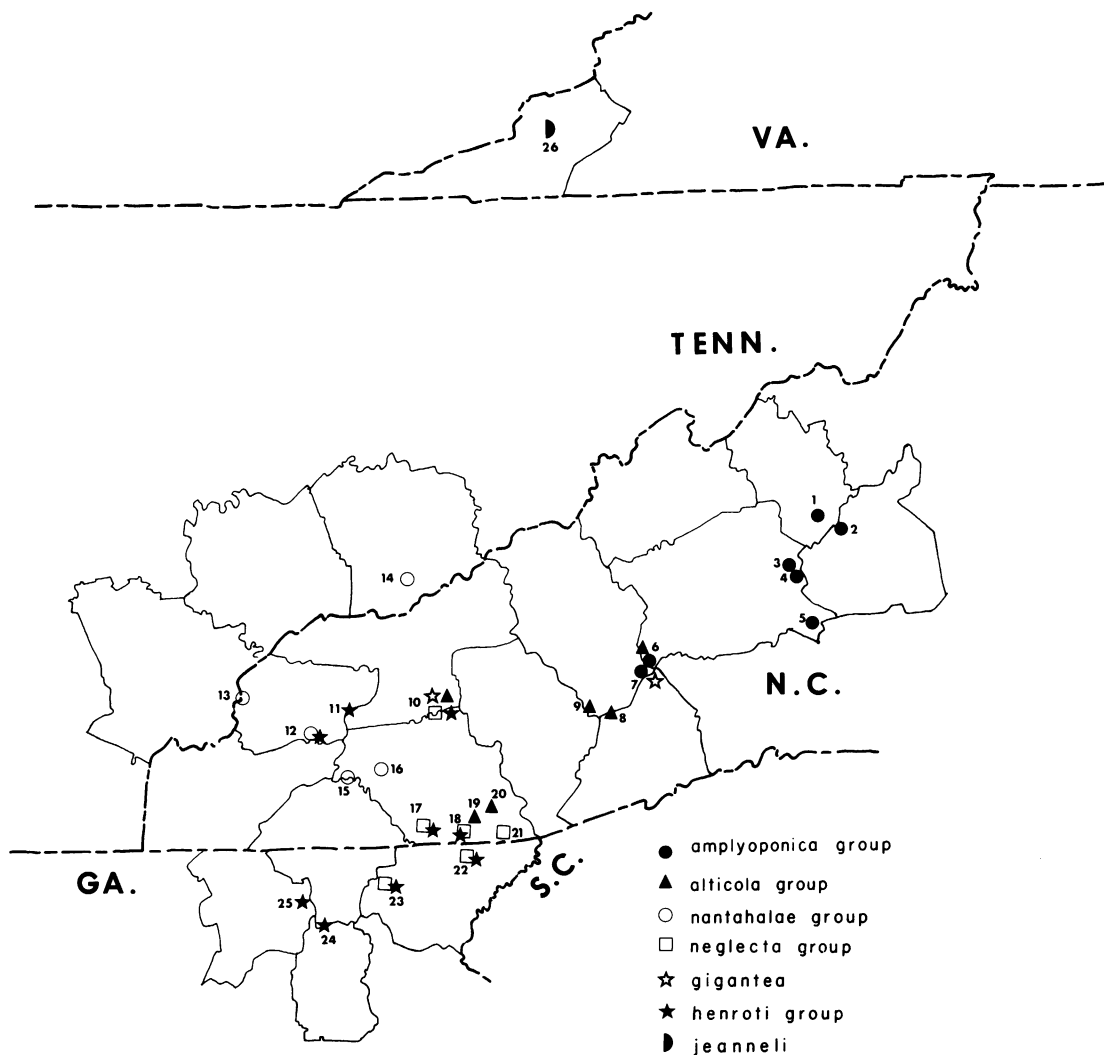 VA.
26
TENN.
1
2
3
4
5
6
7
N.C.
14
13
12
11
10
9
8
16
15
17
18
19
20
21
22
23
25
24
GA.
S.C.
amplyoponica group
alticola group
nantahalae group
neglecta group
gigantea
henroti group
jeanneli